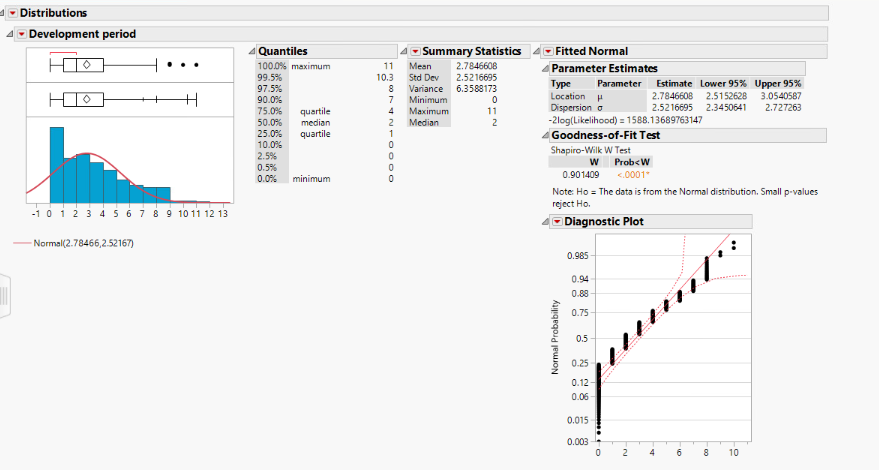 Distributions
Development period
-1 0 1 2 3 4 5 6 7 8 9 10 11 12 13
Normal(2.78466,2.52167)
Quantiles
100.0% maximum 11
99.5% 10.3
97.5% 8
90.0% 7
75.0% quartile 4
50.0% median 2
25.0% quartile 1
10.0% 0
2.5% 0
0.5% 0
0.0% minimum 0
Summary Statistics
Mean 2.7846608
Std Dev 2.5216695
Variance 6.3588173
Minimum 0
Maximum 11
Median 2
Fitted Normal
Parameter Estimates
Type Parameter Estimate Lower 95% Upper 95%
Location μ 2.7846608 2.5152628 3.0540587
Dispersion σ 2.5216695 2.3450641 2.727263
-2log(Likelihood) = 1588.13689763147
Goodness-of-Fit Test
Shapiro-Wilk W Test
W Prob<W
0.901409 <.0001*
Note: Ho = The data is from the Normal distribution. Small p-values
reject Ho.
Diagnostic Plot
Normal Probability
0.985
0.94
0.88
0.75
0.5
0.25
0.12
0.06
0.015
0.003
0 2 4 6 8 10